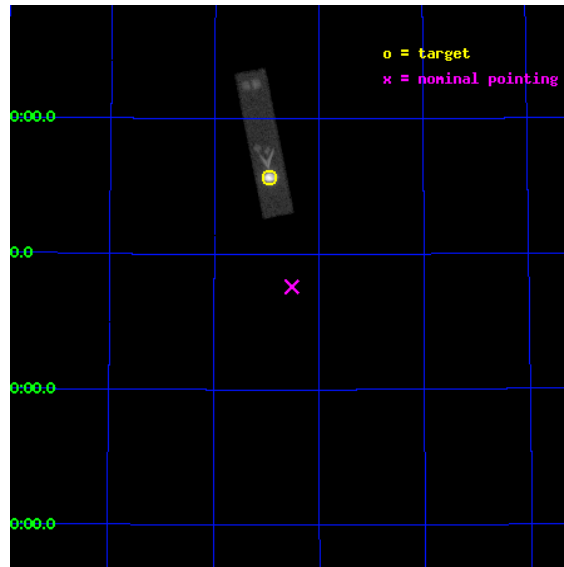 o = target
x = nominal pointing
0:00.0
0.0
0:00.0
0:00.0